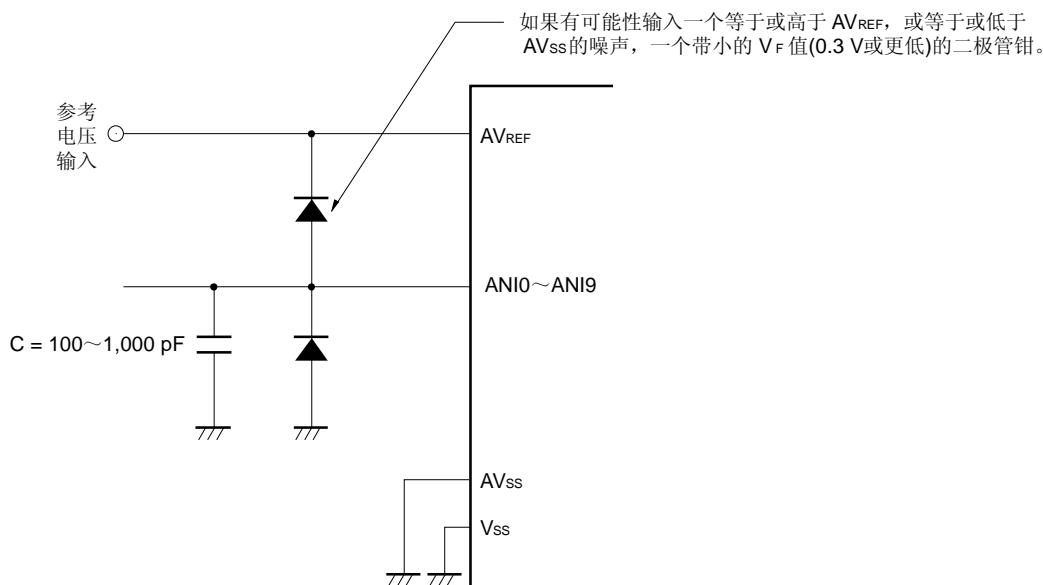 如果有可能性输入一个等于或高于 AVREF，或等于或低于
AVSS的噪声，一个带小的 VF 值(0.3 V或更低)的二极管钳。
参考
电压
输入
AVREF
ANI0～ANI9
C = 100～1,000 pF
AVSS
VSS